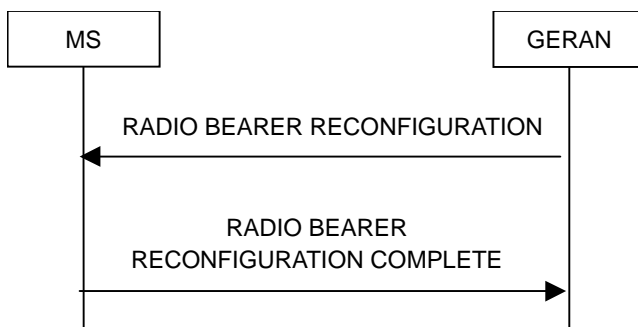 MS
GERAN
RADIO BEARER RECONFIGURATION
RADIO BEARER
RECONFIGURATION COMPLETE